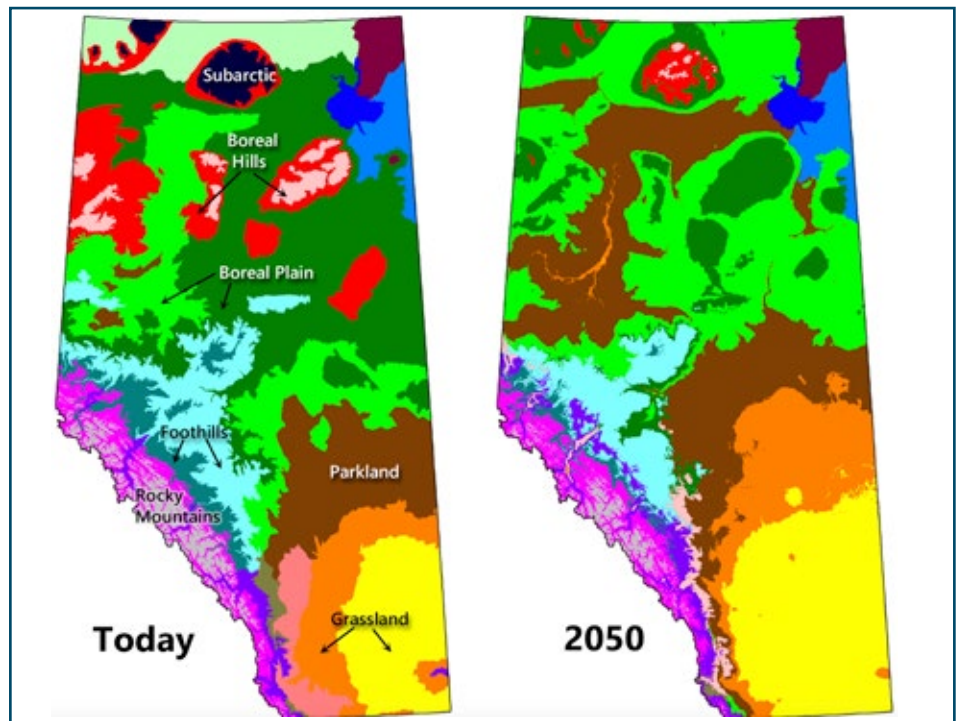 Subarctic
Boreal
Hills
Boreal Plain
Foothills
Parkland
Rocky
Mountains
Grassland
Today
2050